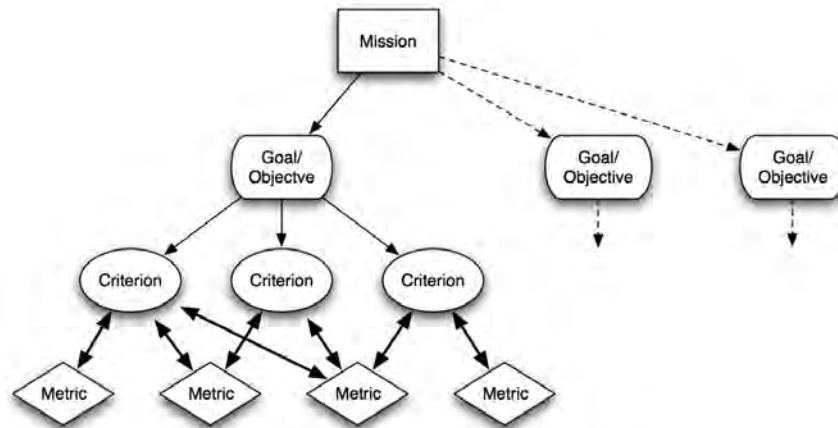 Mission
Goal/
Objectve
Goal/
Objective
Goal/
Objective
Criterion
Criterion
Criterion
Metric
Metric
Metric
Metric